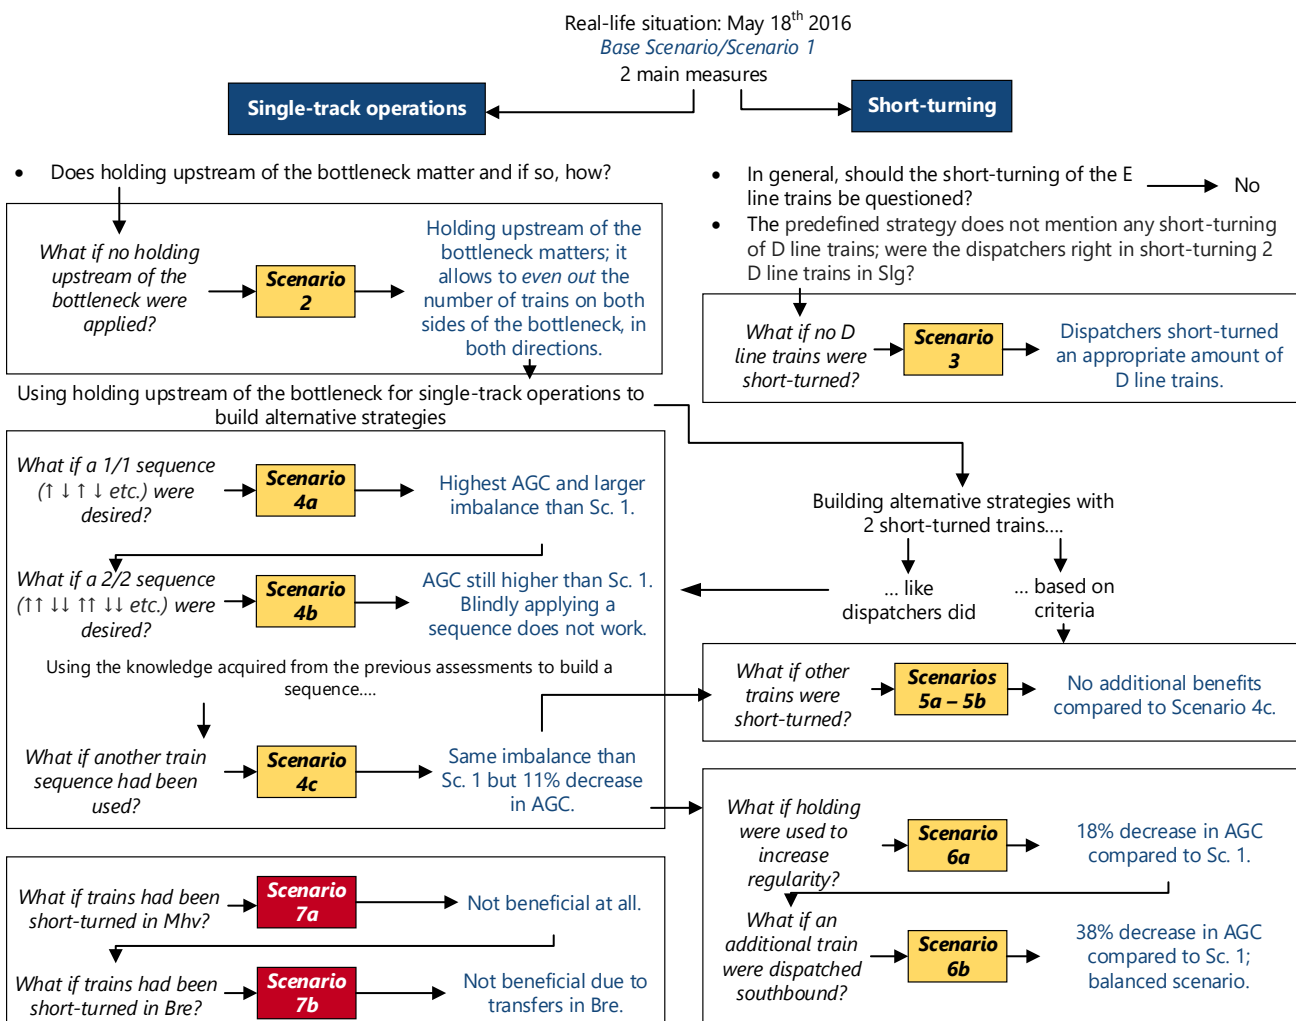 Real-life situation: May 18th 2016
Base Scenario/Scenario 1
2 main measures
Single-track operations
Short-turning
• Does holding upstream of the bottleneck matter and if so, how?
What if no holding
upstream of the
bottleneck were
applied?
Scenario
2
Holding upstream of the
bottleneck matters; it
allows to even out the
number of trains on both
sides of the bottleneck, in
both directions.
• In general, should the short-turning of the E
line trains be questioned?
No
• The predefined strategy does not mention any short-turning
of D line trains; were the dispatchers right in short-turning 2
D line trains in Slg?
What if no D
line trains were
short-turned?
Scenario
3
Dispatchers short-turned
an appropriate amount of
D line trains.
Using holding upstream of the bottleneck for single-track operations to
build alternative strategies
What if a 1/1 sequence
(↑ ↓ ↑ ↓ etc.) were
desired?
Scenario
4a
Highest AGC and larger
imbalance than Sc. 1.
What if a 2/2 sequence
(↑↑ ↓↓ ↑↑ ↓↓ etc.) were
desired?
Scenario
4b
AGC still higher than Sc. 1.
Blindly applying a
sequence does not work.
Using the knowledge acquired from the previous assessments to build a
sequence....
What if another train
sequence had been
used?
Scenario
4c
Same imbalance than
Sc. 1 but 11% decrease
in AGC.
Building alternative strategies with
2 short-turned trains....
... like
dispatchers did
... based on
criteria
What if other
trains were
short-turned?
Scenarios
5a – 5b
No additional benefits
compared to Scenario 4c.
What if holding
were used to
increase
regularity?
Scenario
6a
18% decrease in AGC
compared to Sc. 1.
What if an
additional train
were dispatched
southbound?
Scenario
6b
38% decrease in AGC
compared to Sc. 1;
balanced scenario.
What if trains had been
short-turned in Mhv?
Scenario
7a
Not beneficial at all.
What if trains had been
short-turned in Bre?
Scenario
7b
Not beneficial due to
transfers in Bre.